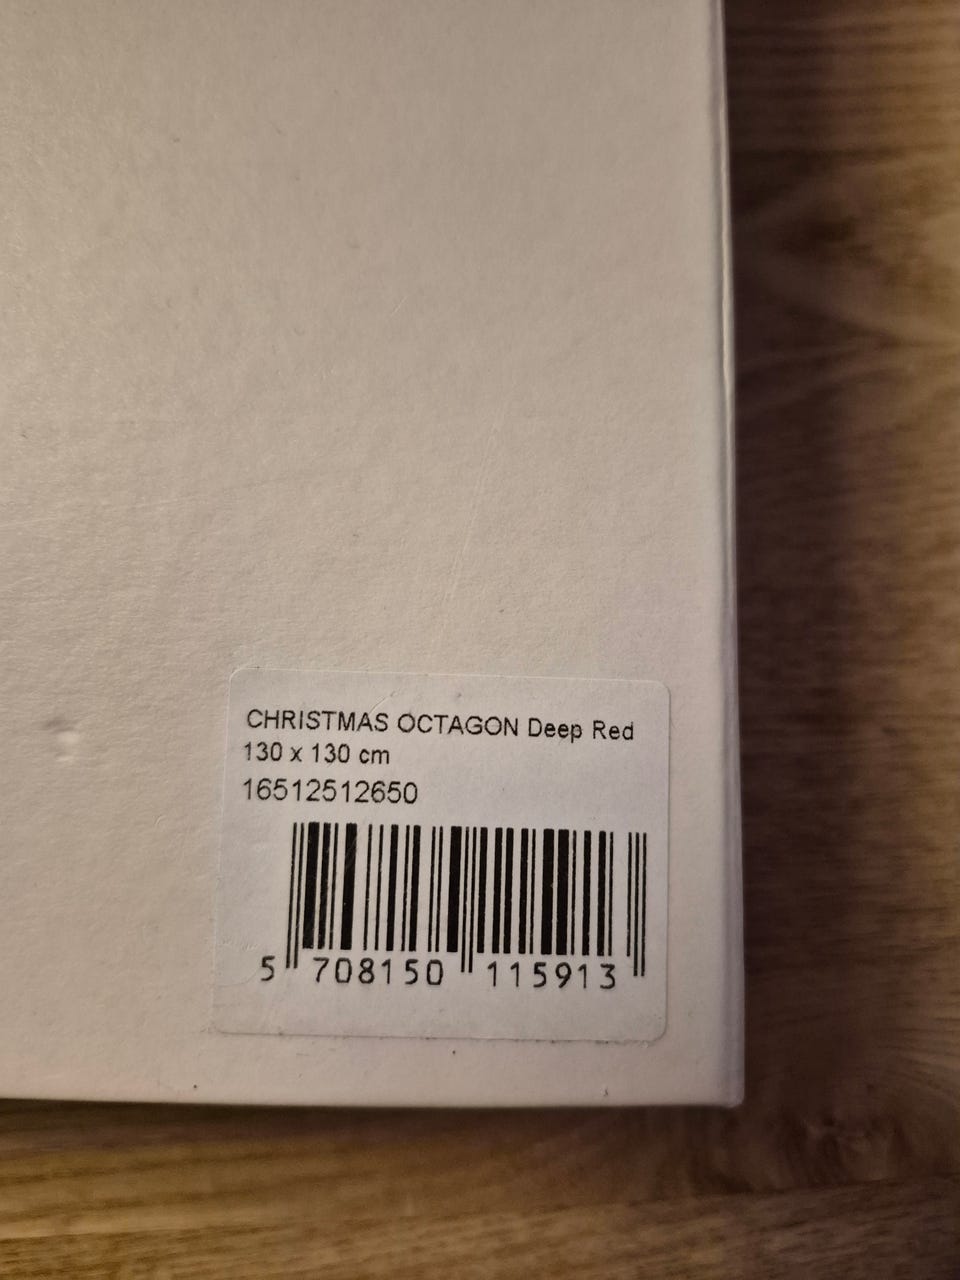 CHRISTMAS OCTAGON Deep Red
130 x 130 cm
16512512650
5 708150 115913